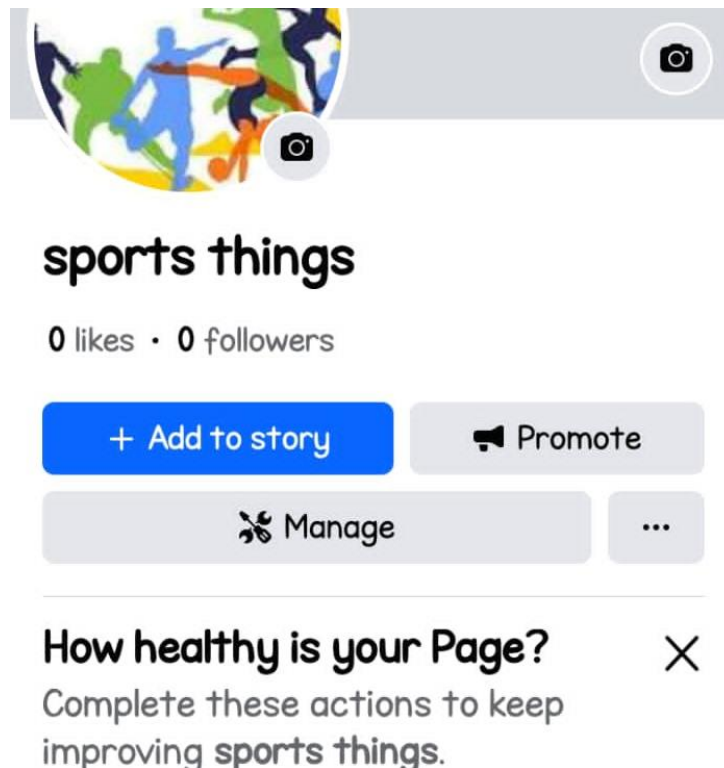 sports things
0 likes · 0 followers
+ Add to story
Promote
Manage
...
How healthy is your Page?
Complete these actions to keep
improving sports things.